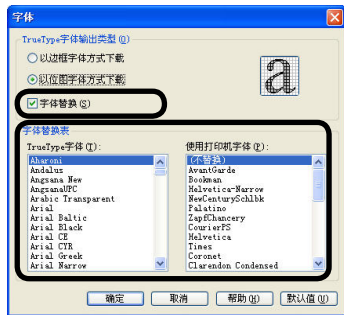 字体
TrueType字体输出类型(O)
以边框字体方式下载
以位图字体方式下载
a
字体替换(S)
字体替换表
TrueType字体(T):
Aharoni
Andalus
Angsana New
AngsanaUPC
Arabic Transparent
Arial
Arial Baltic
Arial Black
Arial CE
Arial CYR
Arial Greek
Arial Narrow
使用打印机字体(P):
(不替换)
AvantGarde
Bookman
Helvetica-Narrow
NewCenturySchlbk
Palatino
ZapfChancery
CourierPS
Helvetica
Times
Coronet
Clarendon Condensed
确定 取消 帮助(H) 默认值(U)